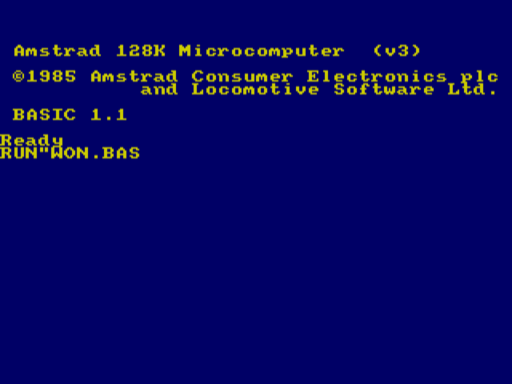 Amstrad 128K Microcomputer (v3)
©1985 Amstrad Consumer Electronics plc
and Locomotive Software Ltd.
BASIC 1.1
Ready
RUN"WON.BAS